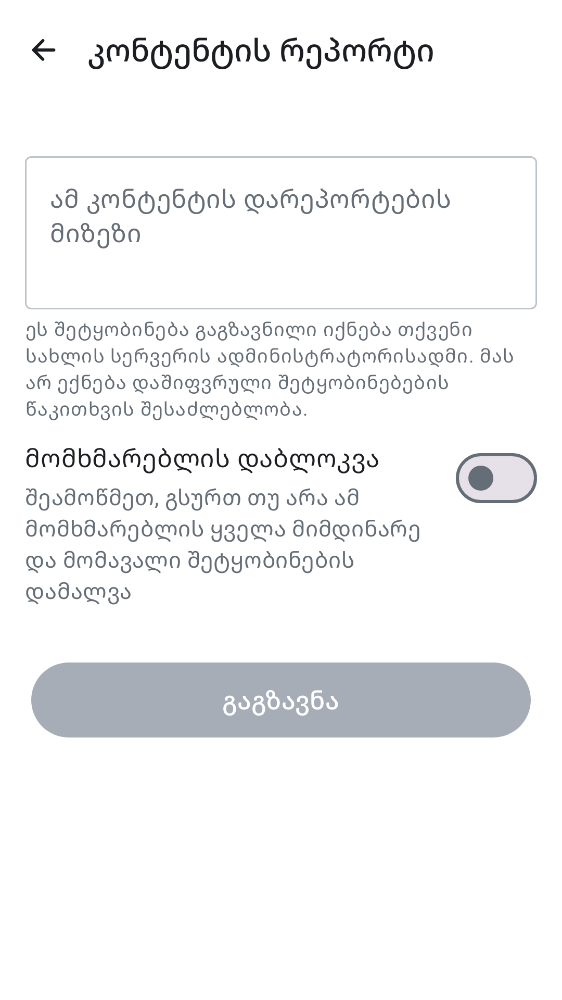 კონტენტის რეპორტი
ამ კონტენტის დარეპორტების
მიზეზი
ეს შეტყობინება გაგზავნილი იქნება თქვენი
სახლის სერვერის ადმინისტრატორისადმი. მას
არ ექნება დაშიფვრული შეტყობინებების
წაკითხვის შესაძლებლობა.
მომხმარებლის დაბლოკვა
შეამოწმეთ, გსურთ თუ არა ამ
მომხმარებლის ყველა მიმდინარე
და მომავალი შეტყობინების
დამალვა
გაგზავნა